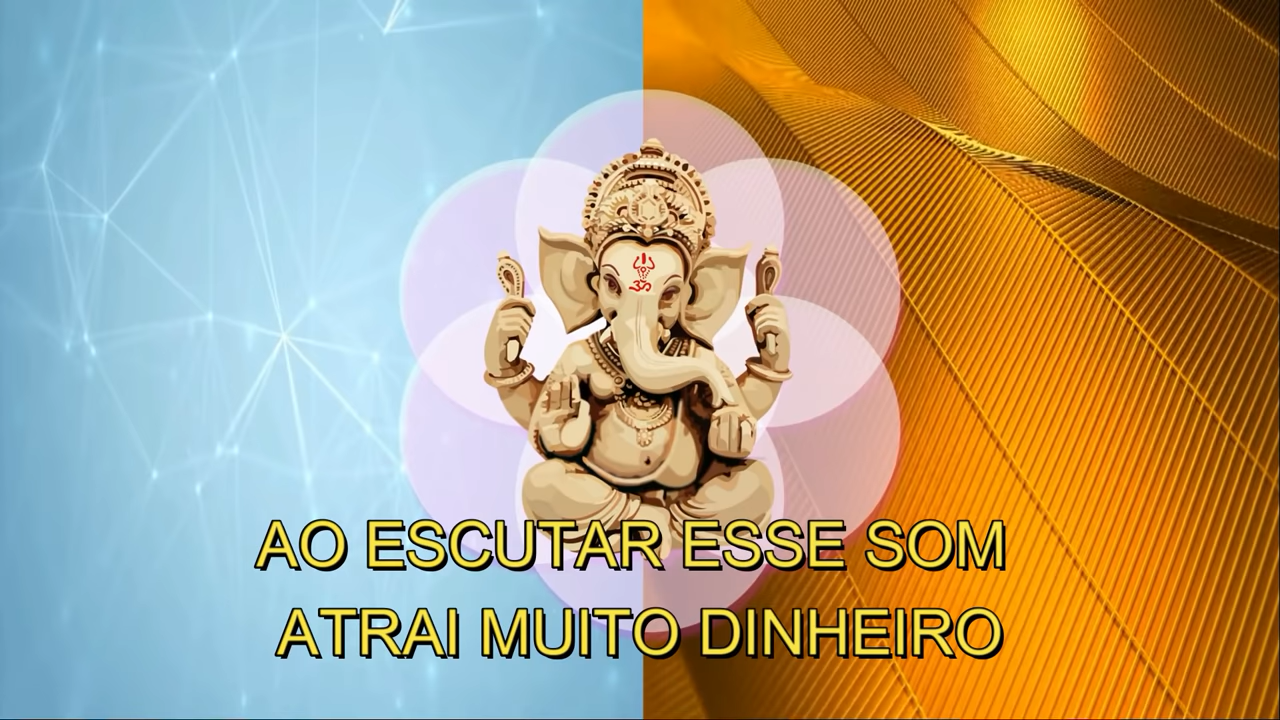 ॐ
AO ESCUTAR ESSE SOM
ATRAI MUITO DINHEIRO